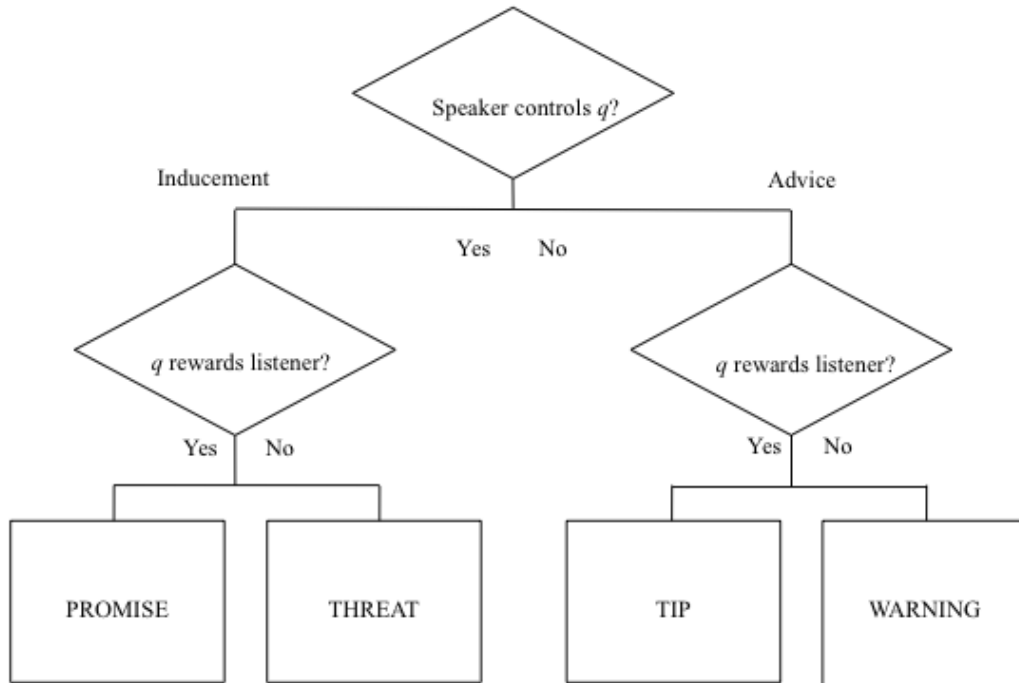 Speaker controls q?
Inducement
Advice
Yes
No
q rewards listener?
q rewards listener?
Yes
No
Yes
No
PROMISE
THREAT
TIP
WARNING